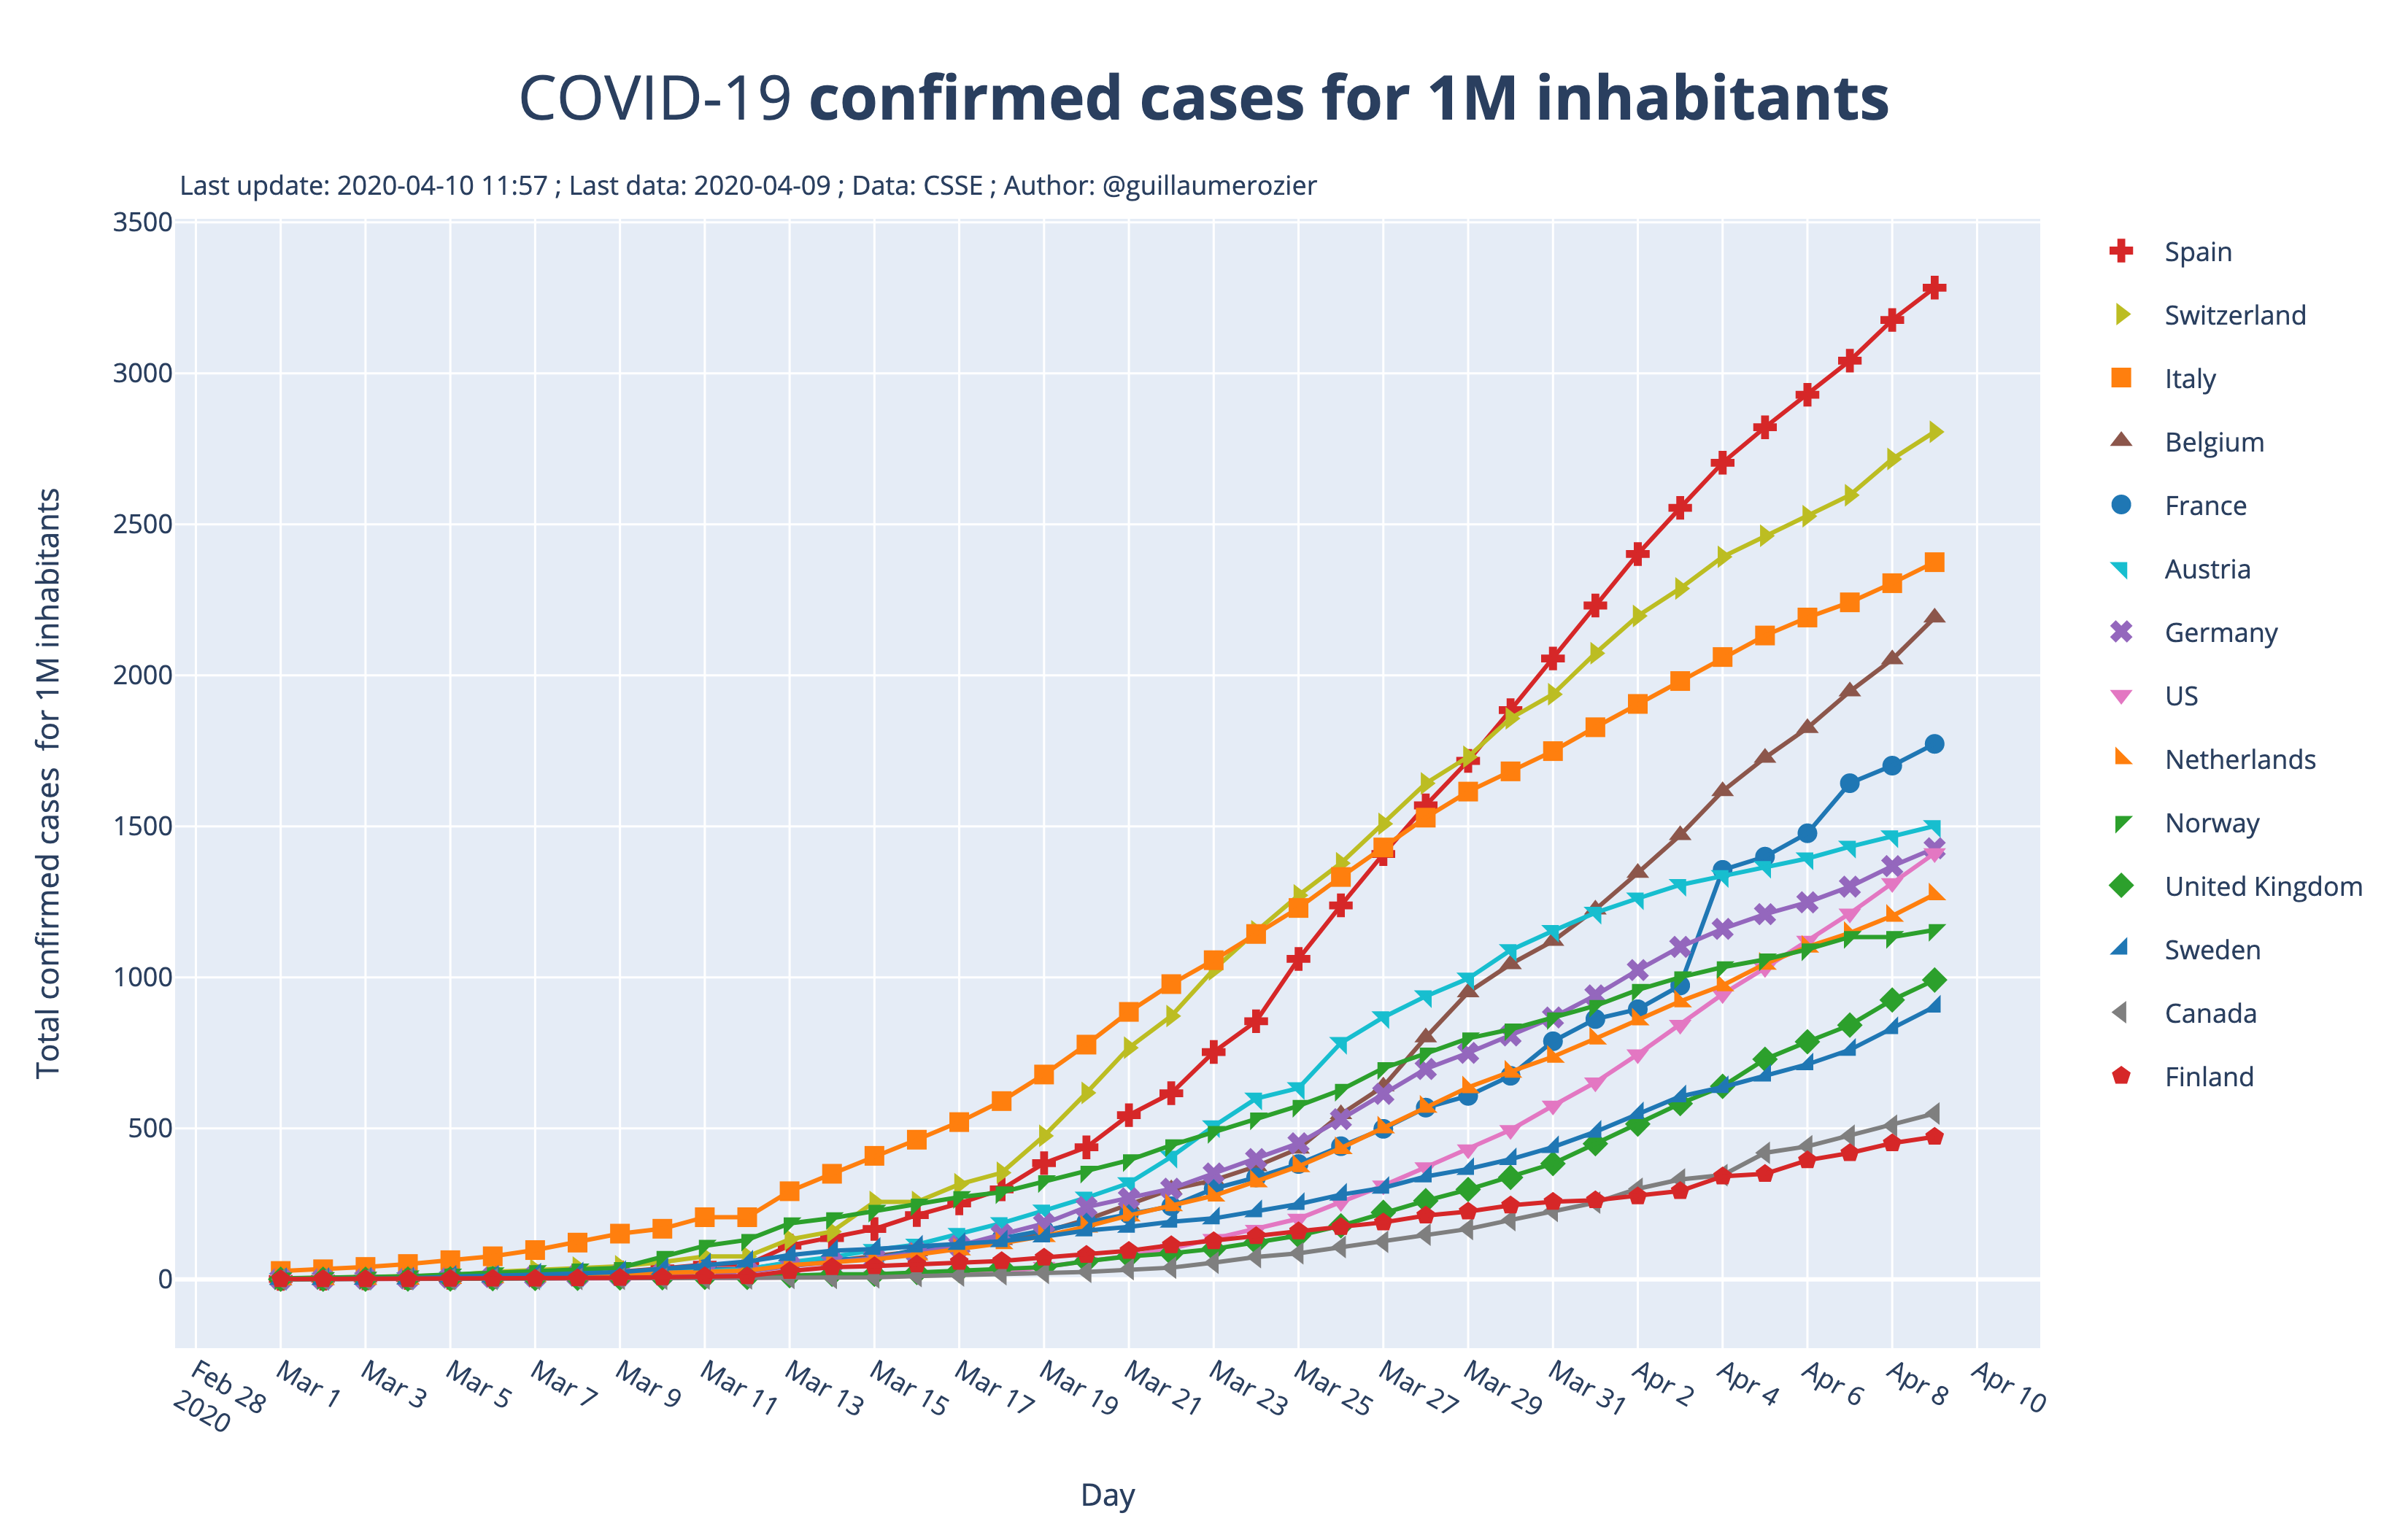 COVID-19 confirmed cases for 1M inhabitants
Last update: 2020-04-10 11:57 ; Last data: 2020-04-09 ; Data: CSSE ; Author: @guillaumerozier
3500
3000
2500
2000
1500
1000
500
0
Total confirmed cases for 1M inhabitants
Feb 28
2020
Mar 1
Mar 3
Mar 5
Mar 7
Mar 9
Mar 11
Mar 13
Mar 15
Mar 17
Mar 19
Mar 21
Mar 23
Mar 25
Mar 27
Mar 29
Mar 31
Apr 2
Apr 4
Apr 6
Apr 8
Apr 10
Day
Spain
Switzerland
Italy
Belgium
France
Austria
Germany
US
Netherlands
Norway
United Kingdom
Sweden
Canada
Finland